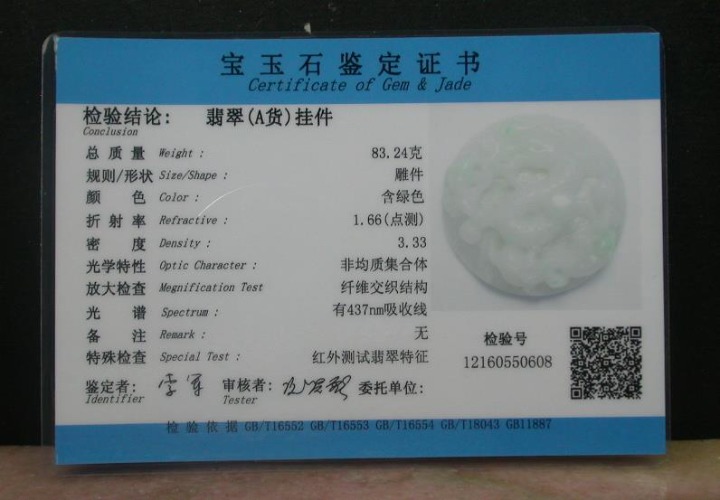 宝玉石鉴定证书
Certificate of Gem & Jade
检验结论: 翡翠(A货)挂件
Conclusion
总质量 Weight : 83.24克
规则/形状 Size/Shape : 雕件
颜色 Color : 含绿色
折射率 Refractive : 1.66(点测)
密度 Density : 3.33
光学特性 Optic Character : 非均质集合体
放大检查 Megnification Test 纤维交织结构
光谱 Spectrum : 有437nm吸收线
备注 Remark : 无
特殊检查 Special Test : 红外测试翡翠特征
检验号
12160550608
鉴定者: 李军 审核者: 委托单位:
Identifier Tester
检验依据 GB/T16552 GB/T16553 GB/T16554 GB/T18043 GB11887